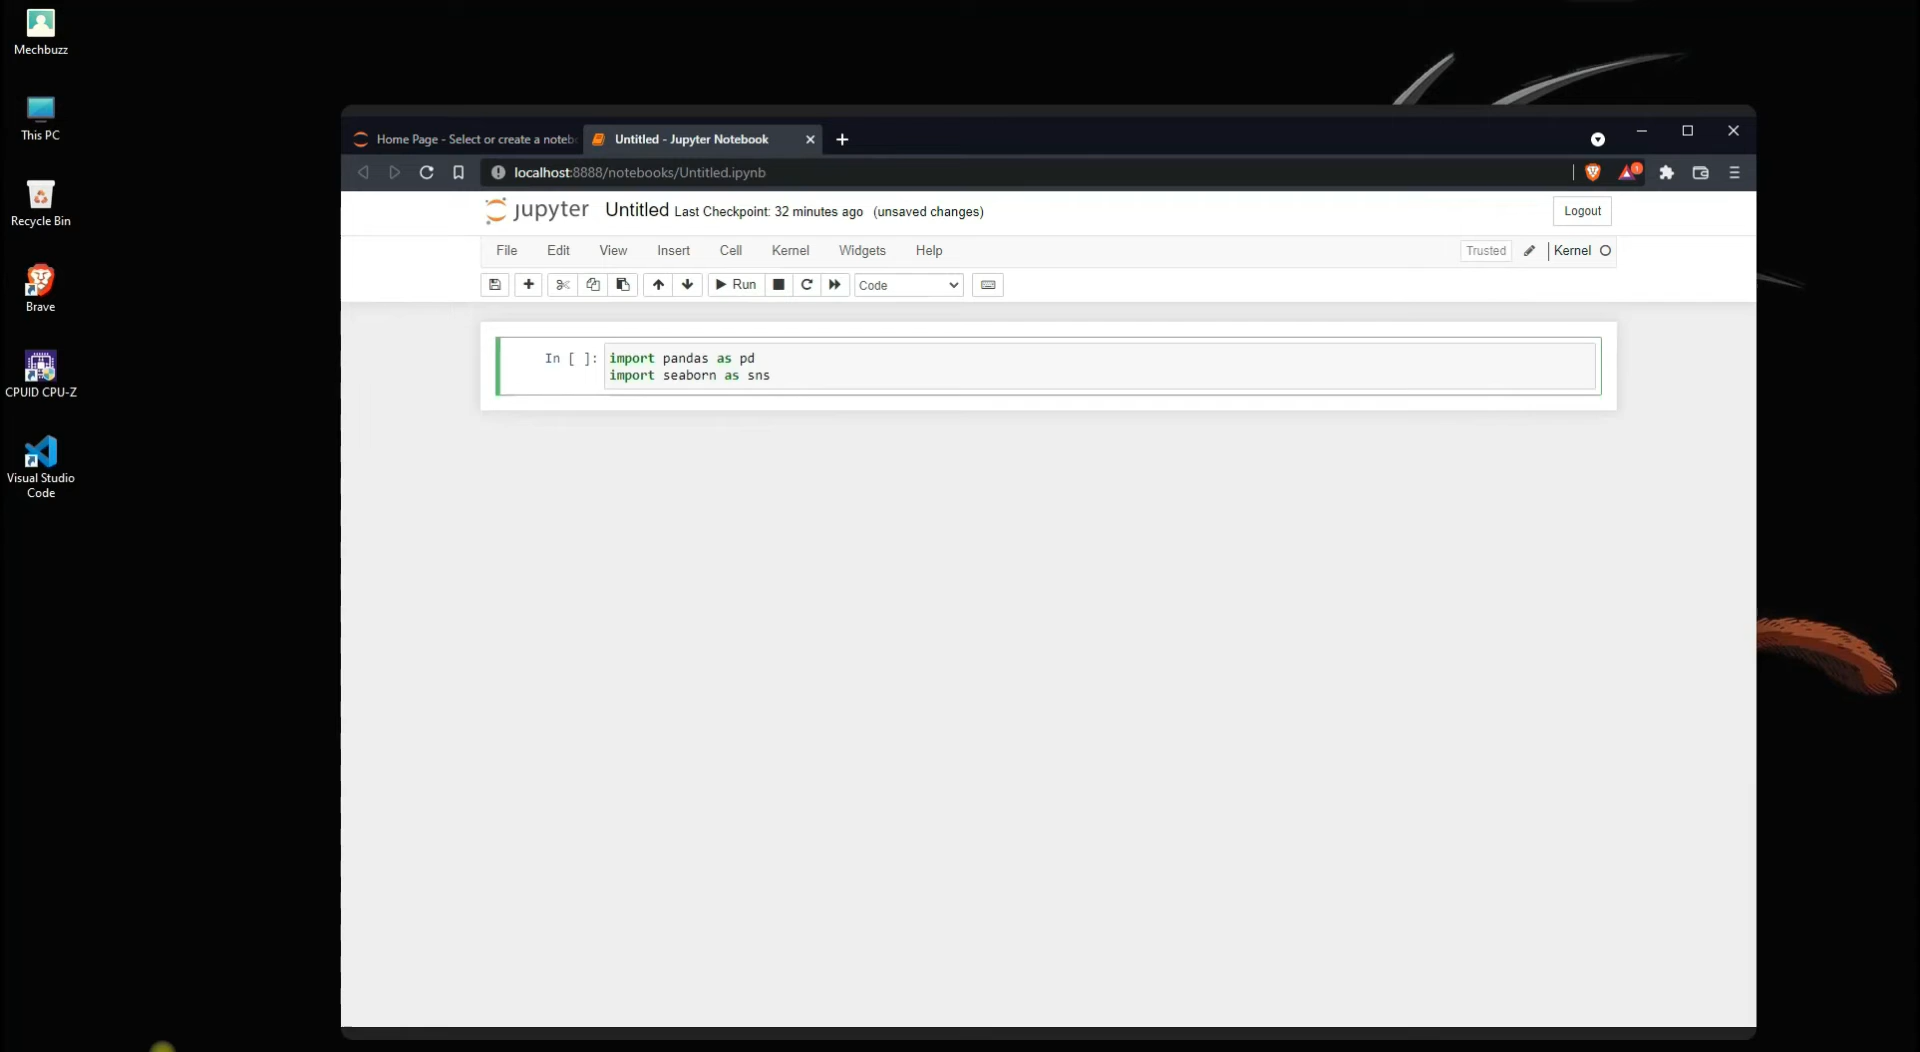 Mechbuzz
This PC
Recycle Bin
Brave
CPUID CPU-Z
Visual Studio
Code
Home Page - Select or create a noteb
Untitled - Jupyter Notebook
localhost:8888/notebooks/Untitled.ipynb
1
jupyter Untitled Last Checkpoint: 32 minutes ago (unsaved changes)
Logout
File Edit View Insert Cell Kernel Widgets Help
Trusted Kernel
Run Code
In [ ]: import pandas as pd
import seaborn as sns